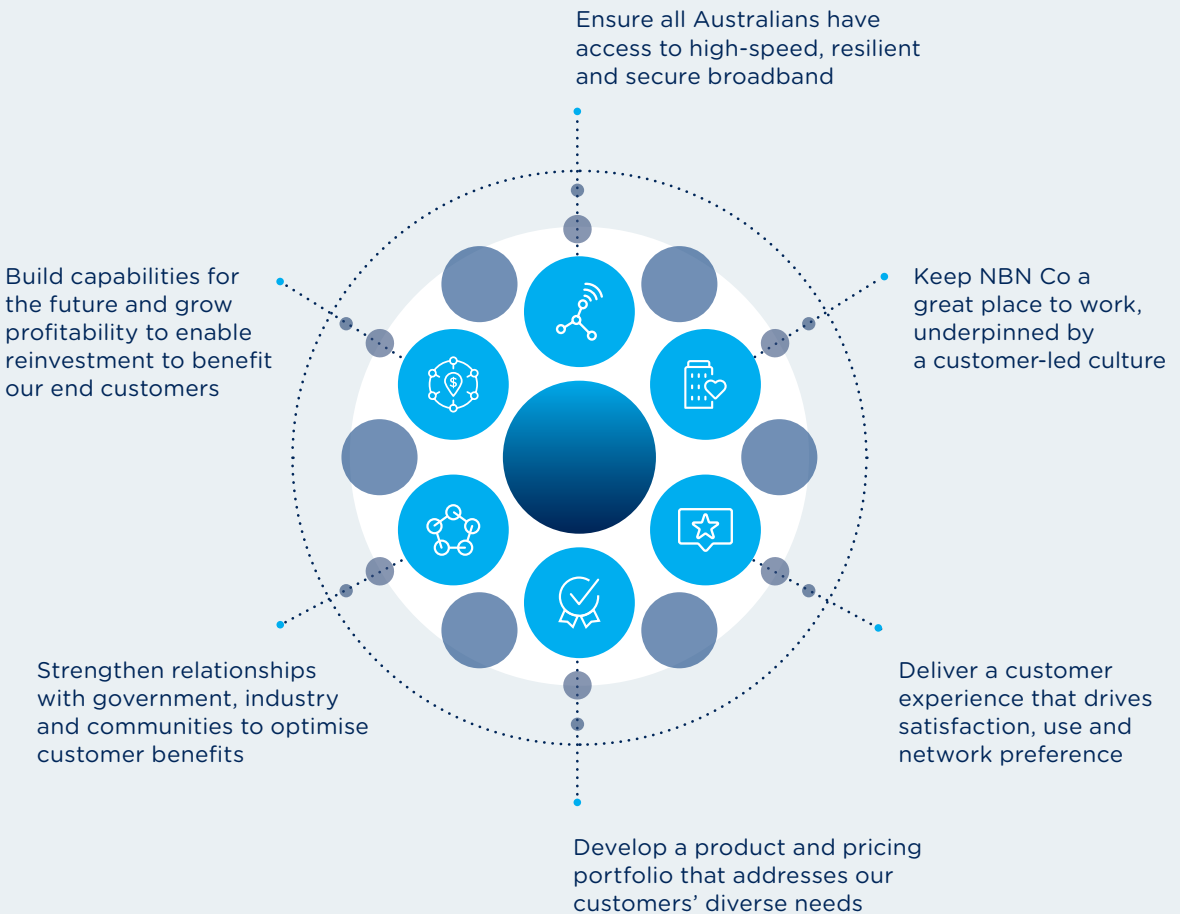 Ensure all Australians have
access to high-speed, resilient
and secure broadband
Build capabilities for
the future and grow
profitability to enable
reinvestment to benefit
our end customers
Keep NBN Co a
great place to work,
underpinned by
a customer-led culture
$
Strengthen relationships
with government, industry
and communities to optimise
customer benefits
Deliver a customer
experience that drives
satisfaction, use and
network preference
Develop a product and pricing
portfolio that addresses our
customers’ diverse needs